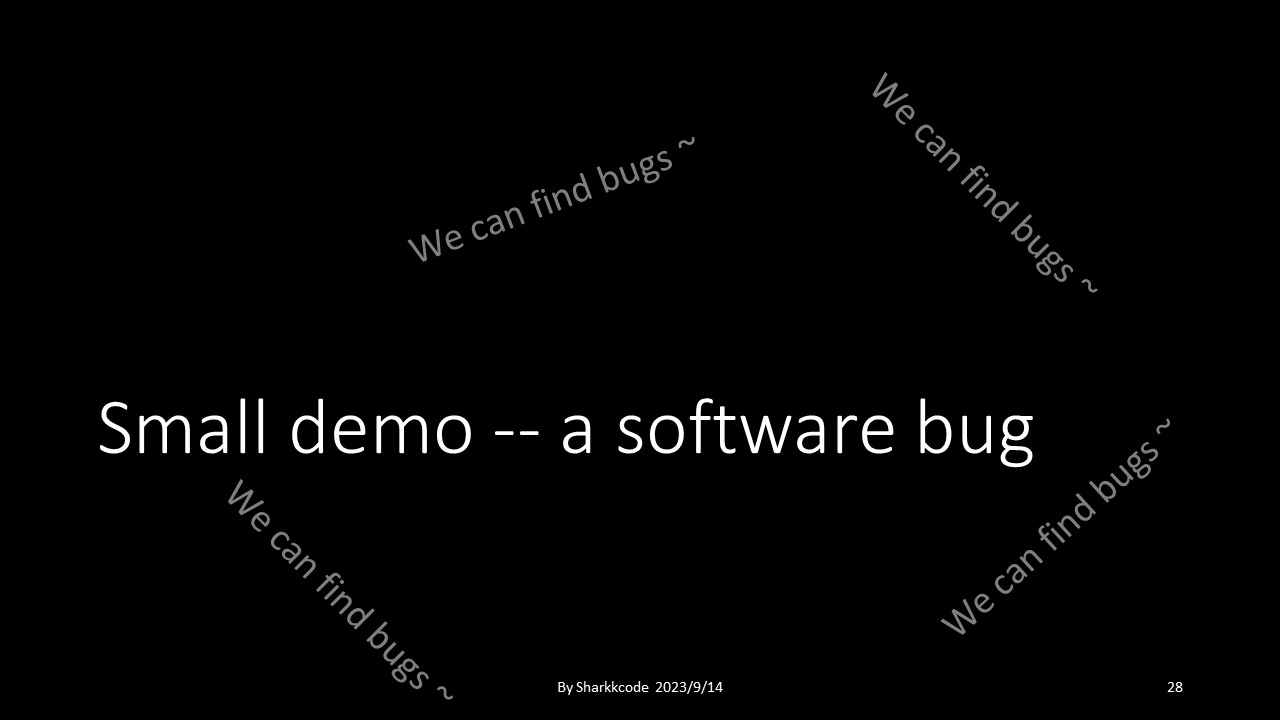 We can find bugs ~
We can find bugs ~
Small demo -- a software bug
We can find bugs ~
We can find bugs ~
By Sharkkcode 2023/9/14
28